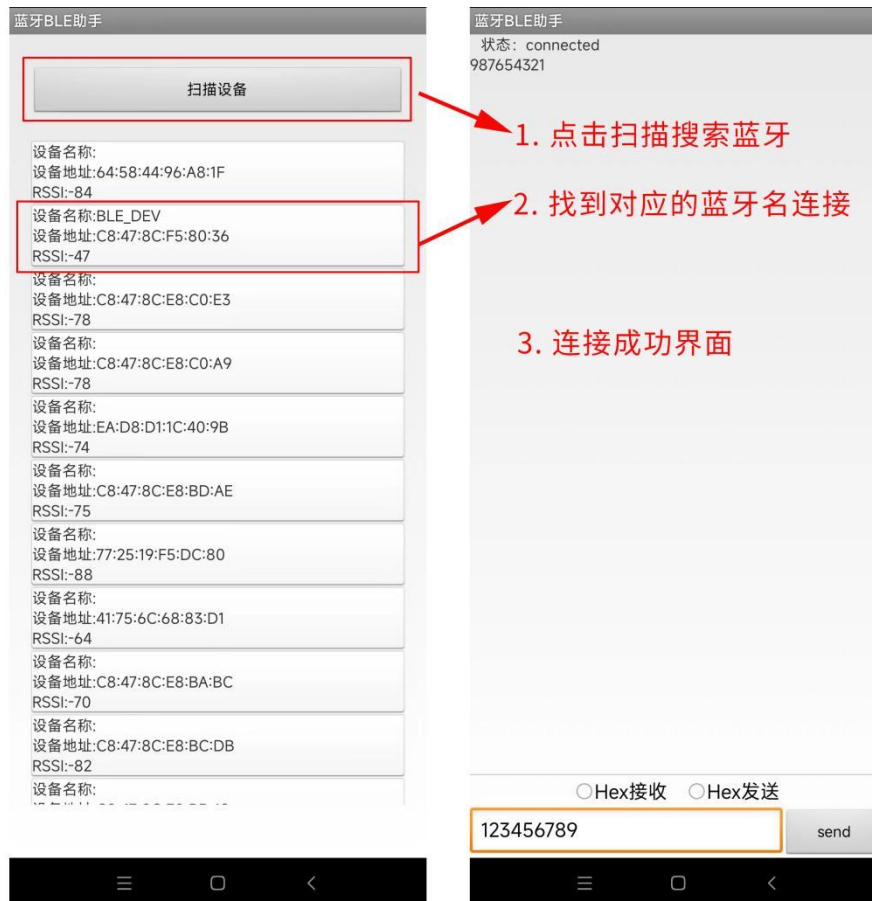 蓝牙BLE助手
扫描设备
设备名称:
设备地址:64:58:44:96:A8:1F
RSSI:-84
设备名称:BLE_DEV
设备地址:C8:47:8C:F5:80:36
RSSI:-47
设备名称:
设备地址:C8:47:8C:E8:C0:E3
RSSI:-78
设备名称:
设备地址:C8:47:8C:E8:C0:A9
RSSI:-78
设备名称:
设备地址:EA:D8:D1:1C:40:9B
RSSI:-74
设备名称:
设备地址:C8:47:8C:E8:BD:AE
RSSI:-75
设备名称:
设备地址:77:25:19:F5:DC:80
RSSI:-88
设备名称:
设备地址:41:75:6C:68:83:D1
RSSI:-64
设备名称:
设备地址:C8:47:8C:E8:BA:BC
RSSI:-70
设备名称:
设备地址:C8:47:8C:E8:BC:DB
RSSI:-82
设备名称:
蓝牙BLE助手
状态：connected
987654321
1. 点击扫描搜索蓝牙
2. 找到对应的蓝牙名连接
3. 连接成功界面
Hex接收 Hex发送
123456789
send